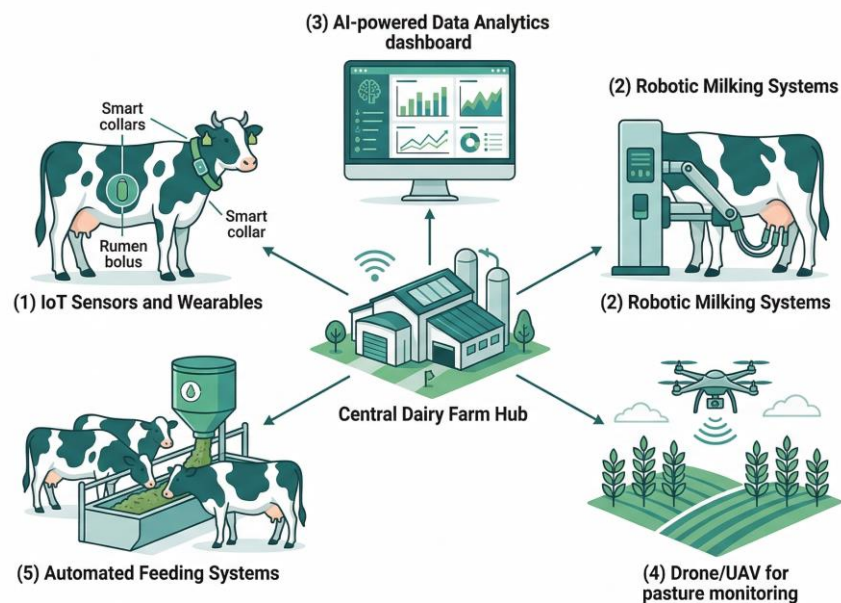 (3) AI-powered Data Analytics
dashboard
(2) Robotic Milking Systems
Smart
collars
Smart
collar
Rumen
bolus
(1) IoT Sensors and Wearables
(2) Robotic Milking Systems
Central Dairy Farm Hub
(5) Automated Feeding Systems
(4) Drone/UAV for
pasture monitoring